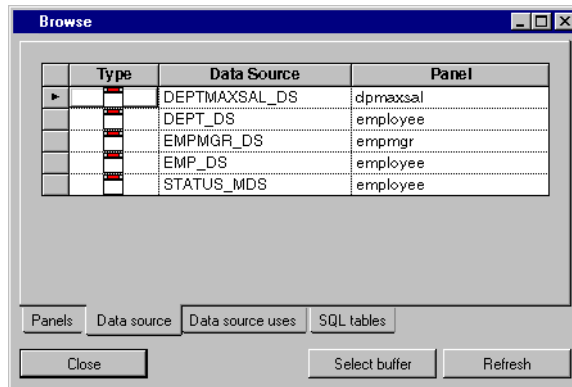 Browse
Type Data Source Panel
DEPTMAXSAL_DS dpmaxsal
DEPT_DS employee
EMPMGR_DS empmgr
EMP_DS employee
STATUS_MDS employee
Panels Data source Data source uses SQL tables
Close Select buffer Refresh